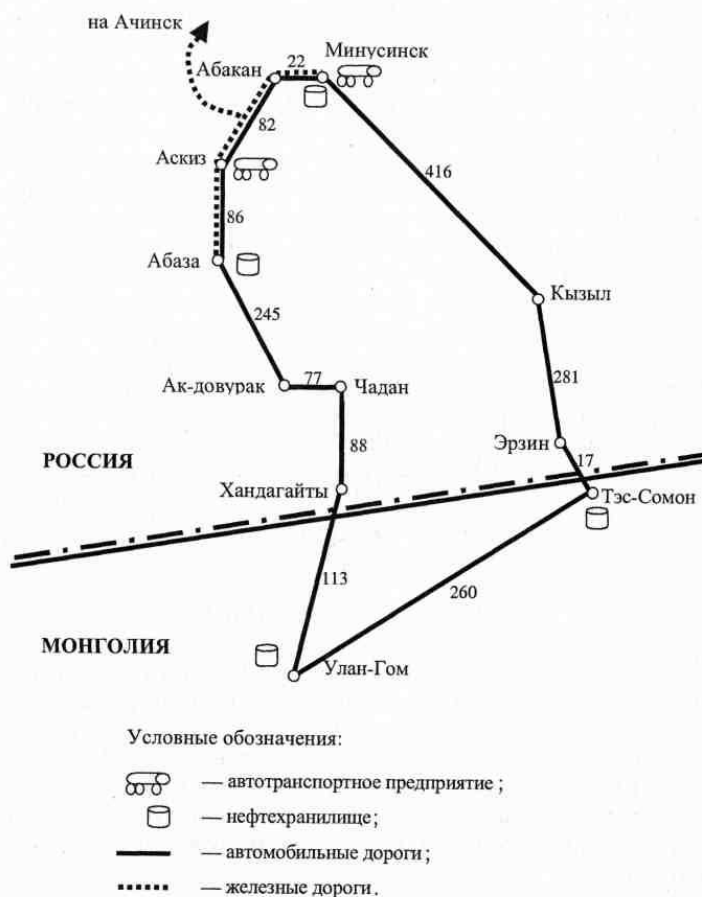 на Ачинск
Минусинск
Абакан
22
82
Аскиз
416
86
Абаза
Кызыл
245
281
Ак-довурак
77
Чадан
Эрзин
88
17
РОССИЯ
Хандагайты
Тэс-Сомон
113
260
МОНГОЛИЯ
Улан-Гом
Условные обозначения:
— автотранспортное предприятие ;
— нефтехранилище ;
— автомобильные дороги ;
— железные дороги .